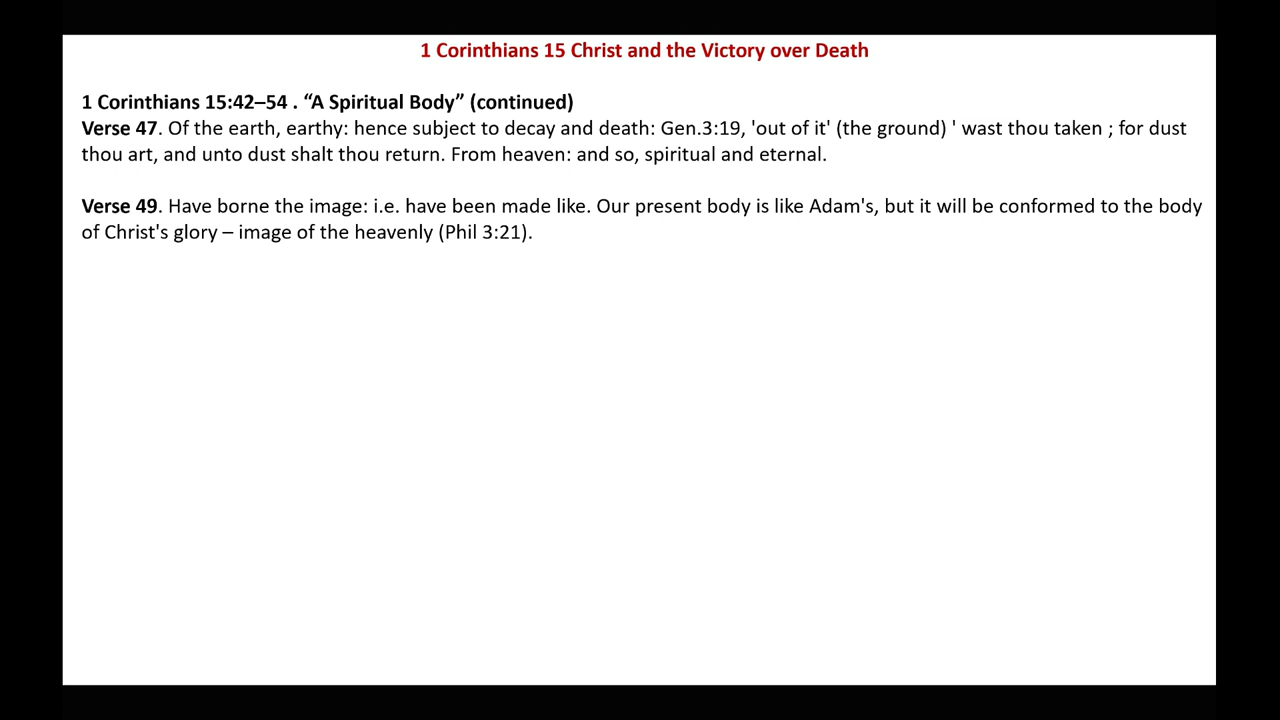 1 Corinthians 15 Christ and the Victory over Death
1 Corinthians 15:42–54 . “A Spiritual Body” (continued)
Verse 47. Of the earth, earthy: hence subject to decay and death: Gen.3:19, 'out of it' (the ground) ' wast thou taken ; for dust
thou art, and unto dust shalt thou return. From heaven: and so, spiritual and eternal.
Verse 49. Have borne the image: i.e. have been made like. Our present body is like Adam's, but it will be conformed to the body
of Christ's glory – image of the heavenly (Phil 3:21).